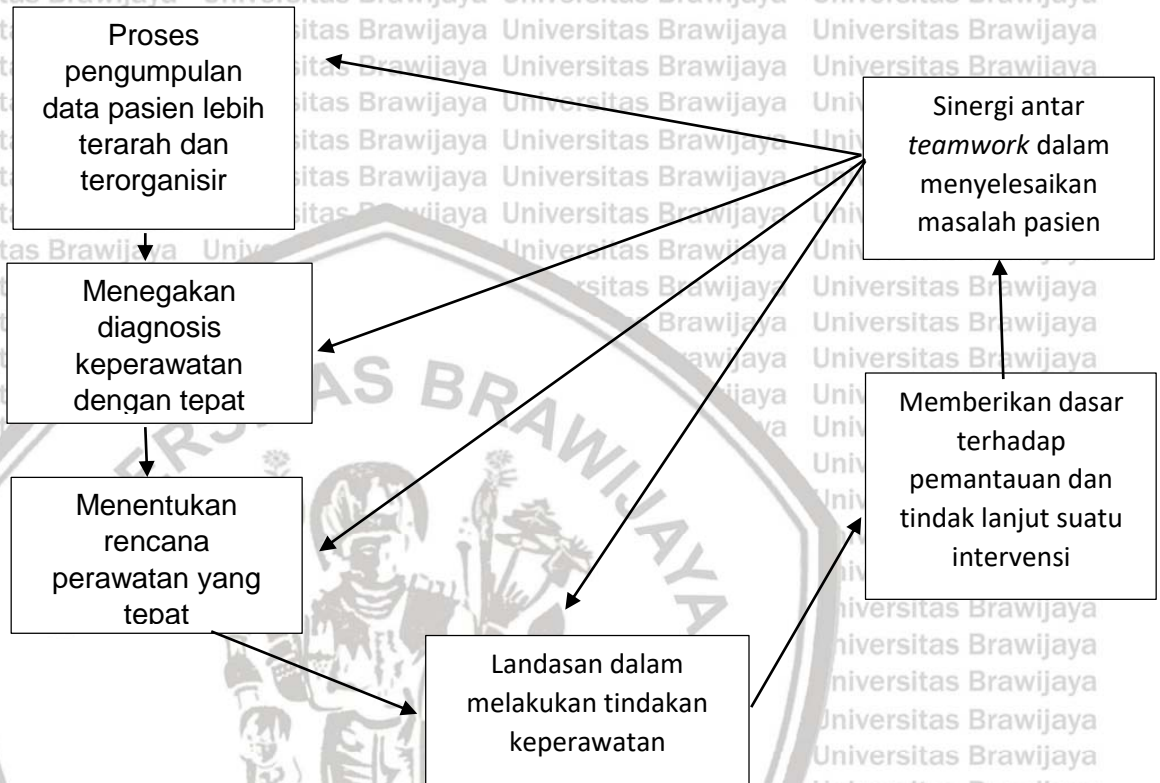 Proses
pengumpulan
data pasien lebih
terarah dan
terorganisir
Sinergi antar
teamwork dalam
menyelesaikan
masalah pasien
Menegakan
diagnosis
keperawatan
dengan tepat
Memberikan dasar
terhadap
pemantauan dan
tindak lanjut suatu
intervensi
Menentukan
rencana
perawatan yang
tepat
Landasan dalam
melakukan tindakan
keperawatan